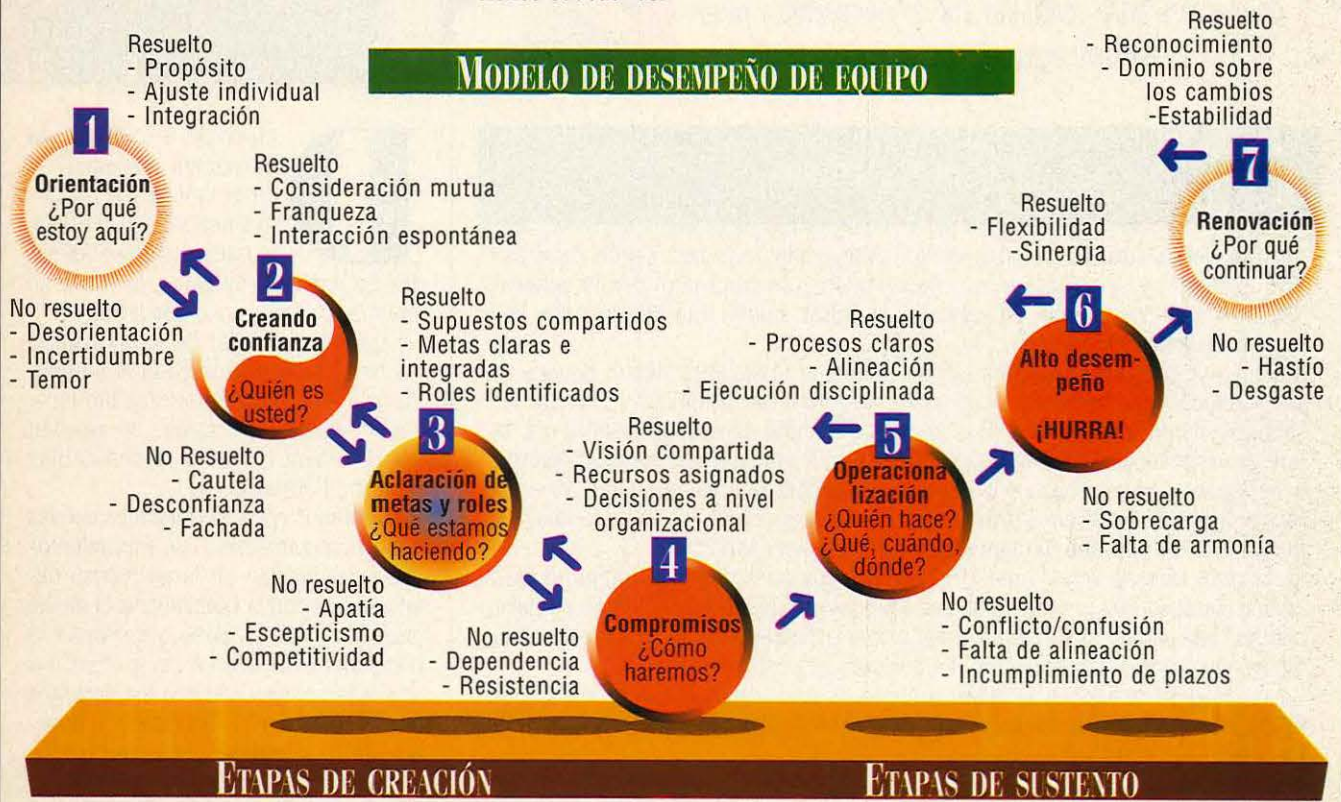 MODELO DE DESEMPEÑO DE EQUIPO
Resuelto
- Propósito
- Ajuste individual
- Integración
1
Orientación
¿Por qué
estoy aquí?
No resuelto
- Desorientación
- Incertidumbre
- Temor
Resuelto
- Consideración mutua
- Franqueza
- Interacción espontánea
2
Creando
confianza
¿Quién es
usted?
No Resuelto
- Cautela
- Desconfianza
- Fachada
Resuelto
- Supuestos compartidos
- Metas claras e
integradas
- Roles identificados
3
Aclaración de
metas y roles
¿Qué estamos
haciendo?
No resuelto
- Apatía
- Escepticismo
- Competitividad
Resuelto
- Visión compartida
- Recursos asignados
- Decisiones a nivel
organizacional
4
Compromisos
¿Cómo
haremos?
No resuelto
- Dependencia
- Resistencia
Resuelto
- Procesos claros
- Alineación
- Ejecución disciplinada
5
Operaciona
lización
¿Quién hace?
¿Qué, cuándo,
dónde?
No resuelto
- Conflicto/confusión
- Falta de alineación
- Incumplimiento de plazos
Resuelto
- Flexibilidad
-Sinergia
6
Alto desem-
peño
¡HURRA!
No resuelto
- Sobrecarga
- Falta de armonía
Resuelto
- Reconocimiento
- Dominio sobre
los cambios
-Estabilidad
7
Renovación
¿Por qué
continuar?
No resuelto
- Hastío
- Desgaste
ETAPAS DE CREACIÓN
ETAPAS DE SUSTENTO